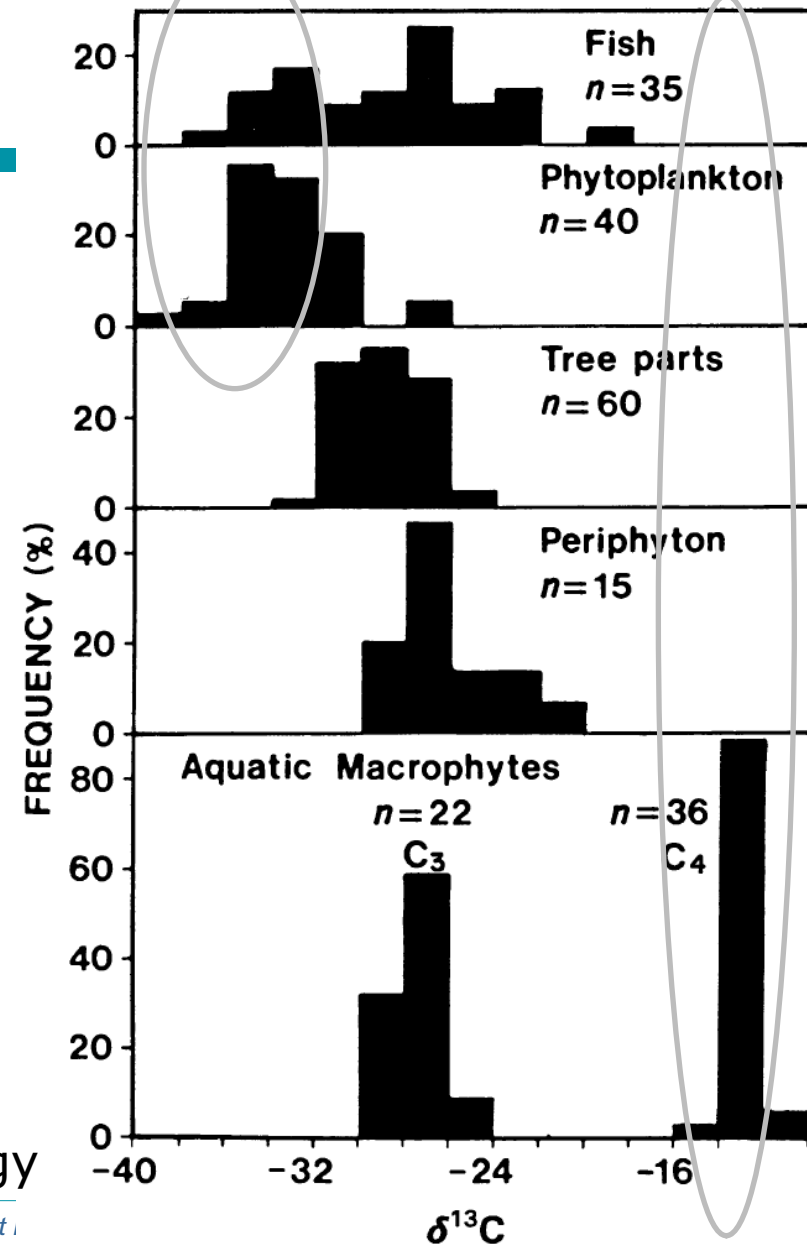 20
Fish
n=35
0
Phytoplankton
20
n=40
0
Tree parts
n=60
20
0
40
Periphyton
n=15
20
0
FREQUENCY (%)
Aquatic Macrophytes
80
n=22
n=36
60
C₃
C₄
40
20
0
-40 -32 -24 -16
δ¹³C
gy